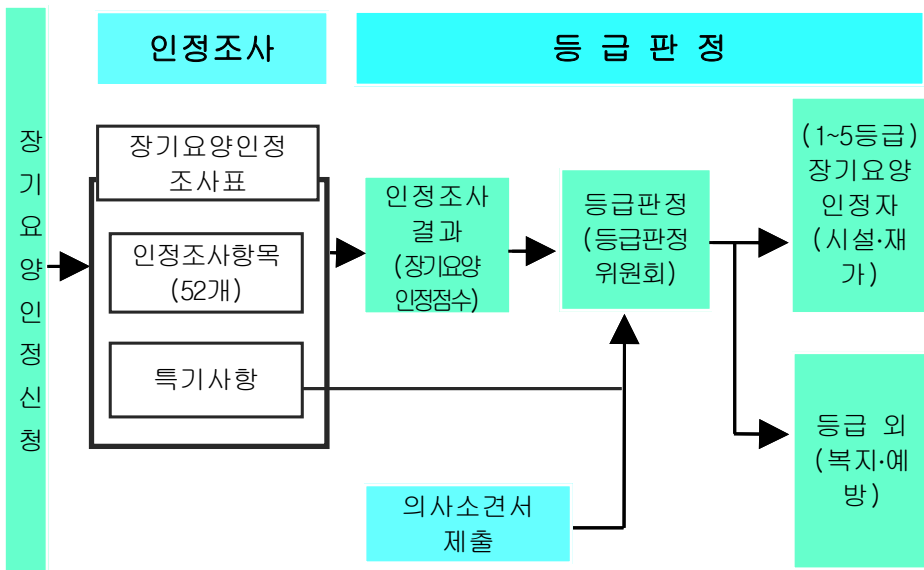 인정조사
등 급 판 정
장기요양인정신청
장기요양인정
조사표
인정조사항목
(52개)
특기사항
인정조사
결과
(장기요양
인정점수)
등급판정
(등급판정
위원회)
의사소견서
제출
(1~5등급)
장기요양
인정자
(시설·재
가)
등급 외
(복지·예
방)